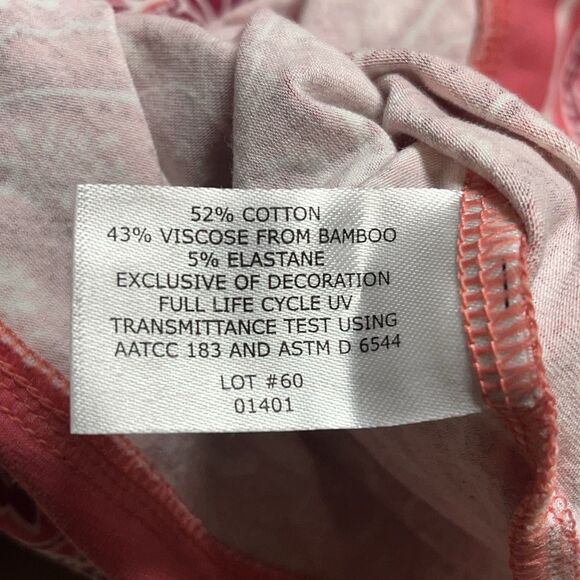 52% COTTON
43% VISCOSE FROM BAMBOO
5% ELASTANE
EXCLUSIVE OF DECORATION
FULL LIFE CYCLE UV
TRANSMITTANCE TEST USING
AATCC 183 AND ASTM D 6544
LOT #60
01401